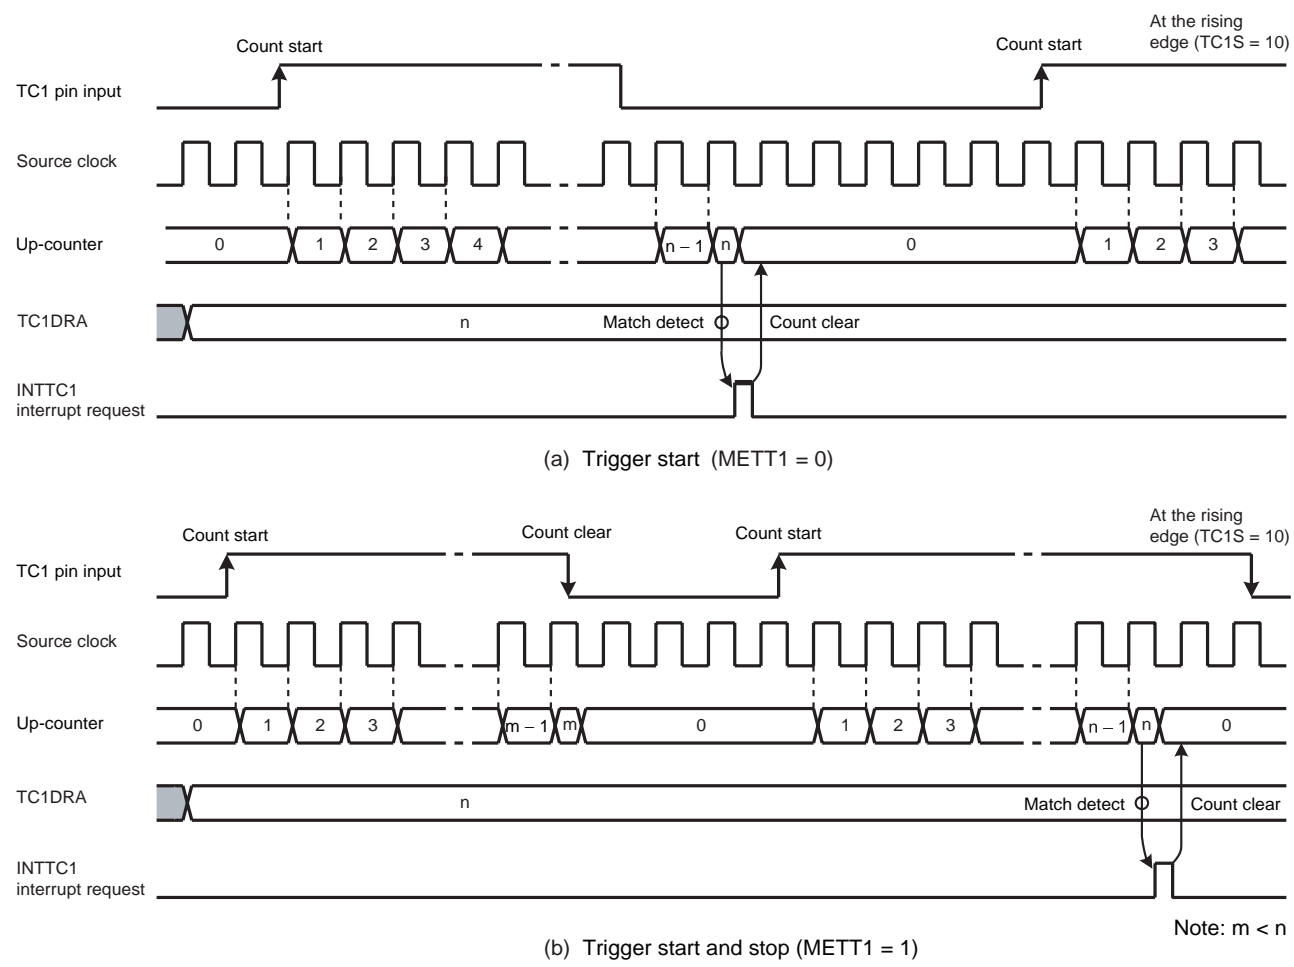 At the rising
edge (TC1S = 10)
Count start
Count start
TC1 pin input
Source clock
Up-counter
0 1 2 3 4 n – 1 n 0 1 2 3
TC1DRA
n
Match detect
Count clear
INTTC1
interrupt request
(a) Trigger start (METT1 = 0)
At the rising
edge (TC1S = 10)
Count start
Count clear
Count start
TC1 pin input
Source clock
Up-counter
0 1 2 3 m – 1 m 0 1 2 3 n – 1 n 0
TC1DRA
n
Match detect
Count clear
INTTC1
interrupt request
Note: m < n
(b) Trigger start and stop (METT1 = 1)